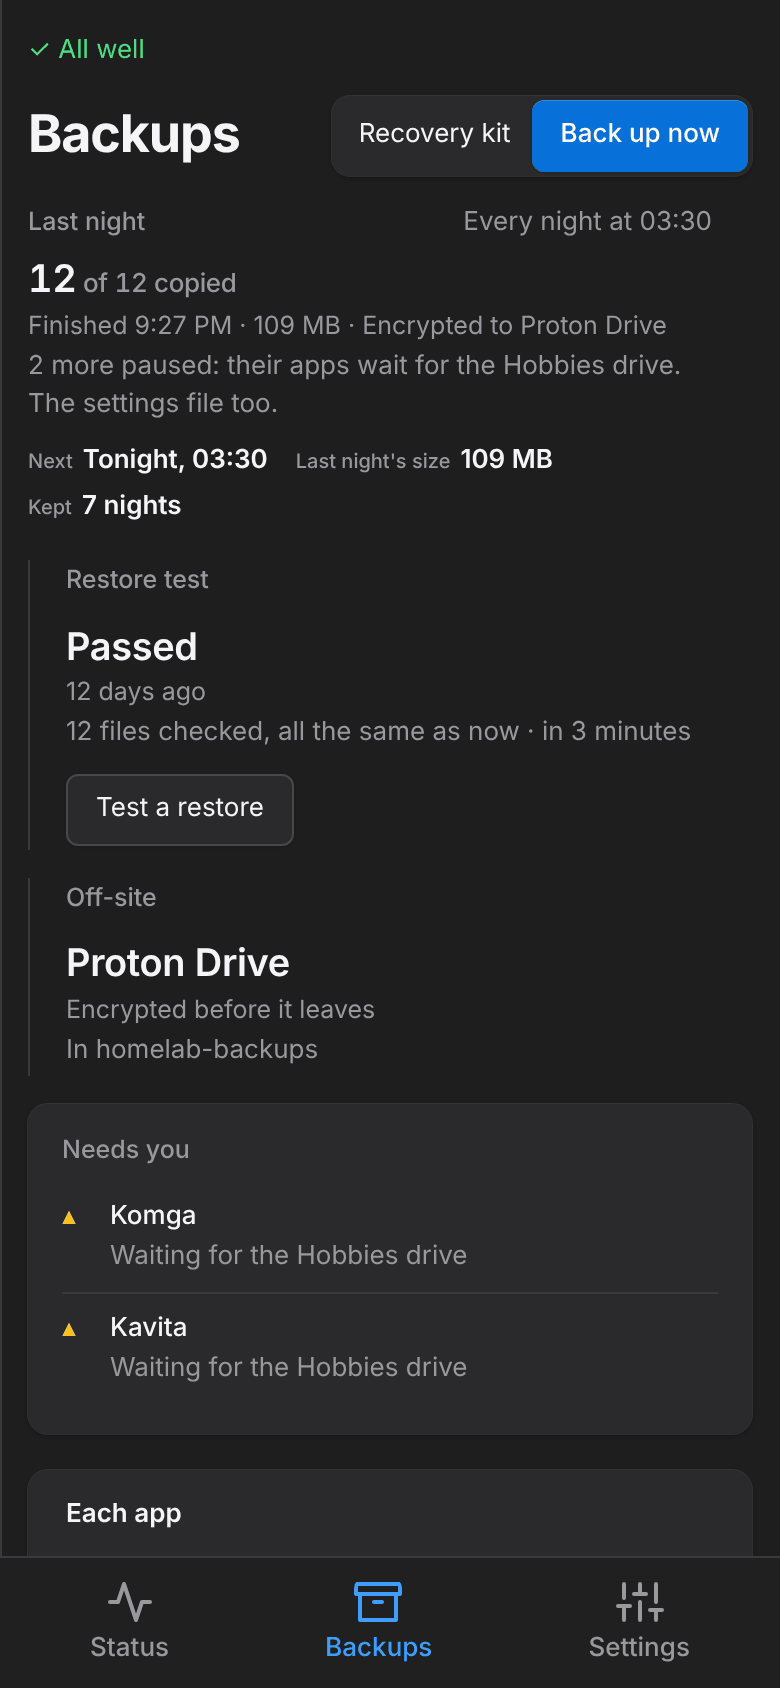 ✓ All well
Backups
Recovery kit
Back up now
Last night
Every night at 03:30
12 of 12 copied
Finished 9:27 PM · 109 MB · Encrypted to Proton Drive
2 more paused: their apps wait for the Hobbies drive.
The settings file too.
Next Tonight, 03:30 Last night's size 109 MB
Kept 7 nights
Restore test
Passed
12 days ago
12 files checked, all the same as now · in 3 minutes
Test a restore
Off-site
Proton Drive
Encrypted before it leaves
In homelab-backups
Needs you
Komga
Waiting for the Hobbies drive
Kavita
Waiting for the Hobbies drive
Each app
Status
Backups
Settings